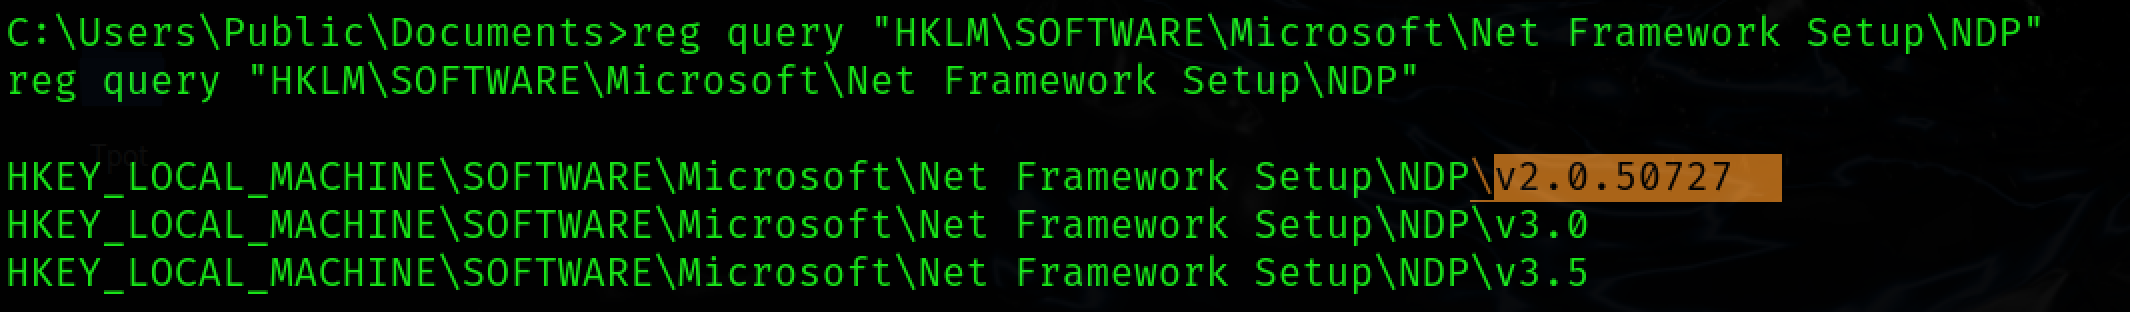 C:\Users\Public\Documents>reg query "HKLM\SOFTWARE\Microsoft\Net Framework Setup\NDP"
reg query "HKLM\SOFTWARE\Microsoft\Net Framework Setup\NDP"
Tpot
HKEY_LOCAL_MACHINE\SOFTWARE\Microsoft\Net Framework Setup\NDP\v2.0.50727
HKEY_LOCAL_MACHINE\SOFTWARE\Microsoft\Net Framework Setup\NDP\v3.0
HKEY_LOCAL_MACHINE\SOFTWARE\Microsoft\Net Framework Setup\NDP\v3.5